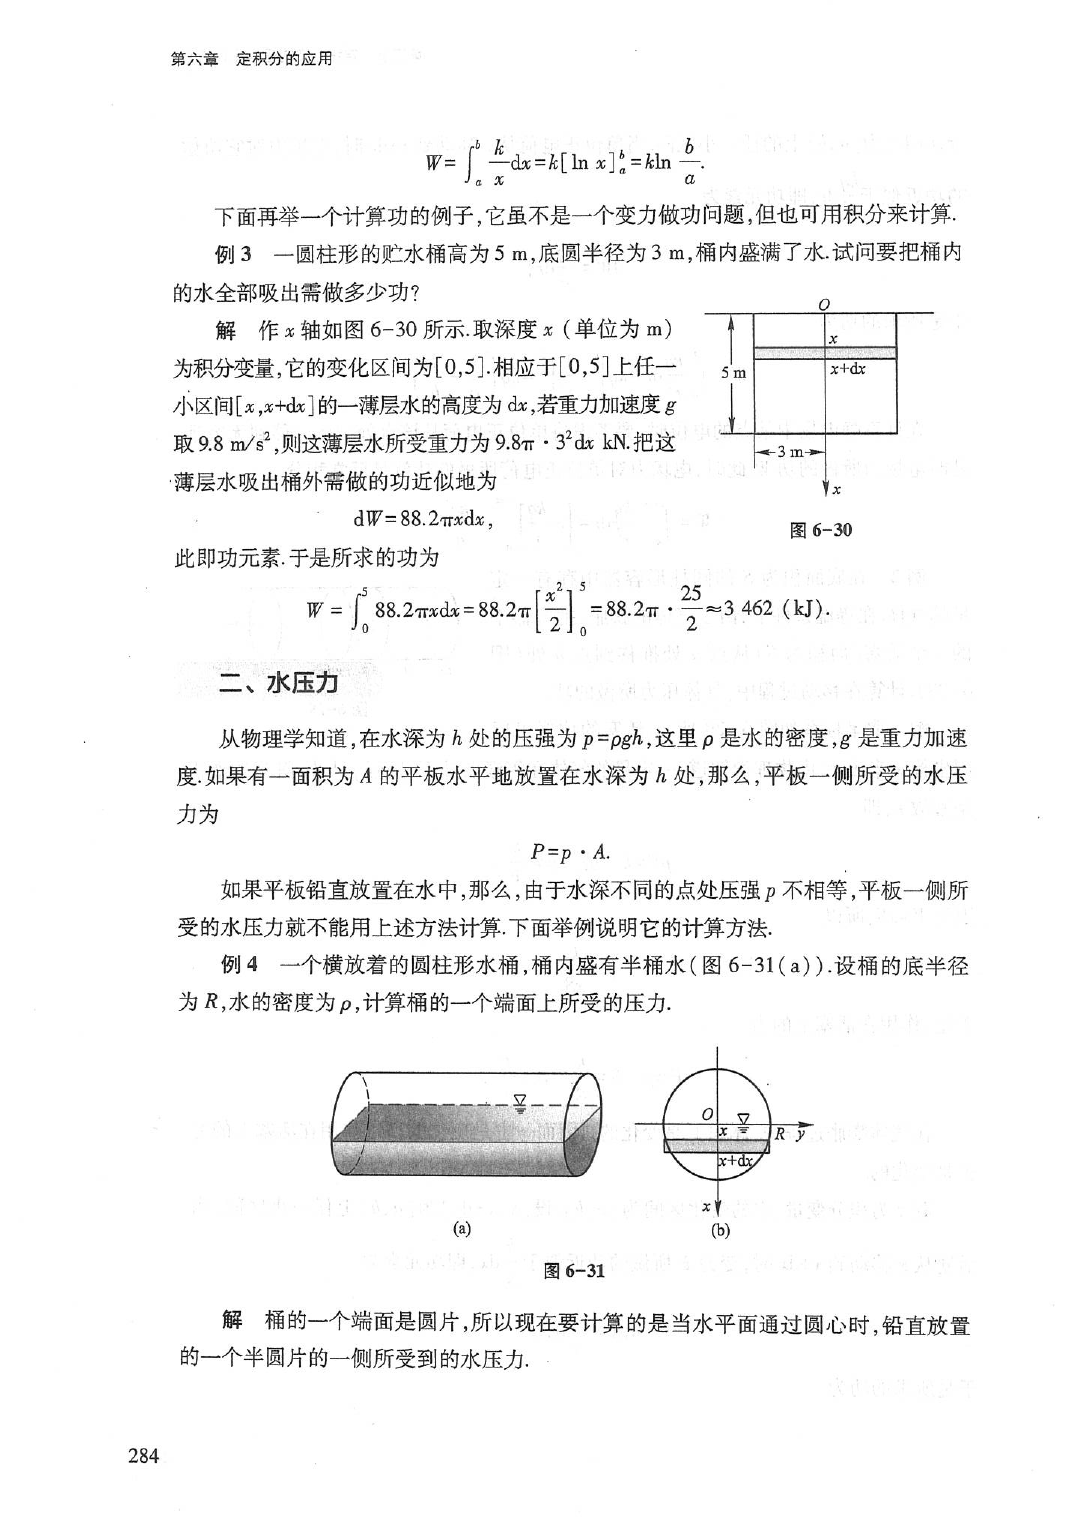 第六章 定积分的应用
W=∫_a^b k/x dx=k[ln x]_a^b=kln b/a.
下面再举一个计算功的例子,它虽不是一个变力做功问题,但也可用积分来计算.
例3 一圆柱形的贮水桶高为5 m,底圆半径为3 m,桶内盛满了水.试问要把桶内
的水全部吸出需做多少功?
解 作x轴如图6-30所示.取深度x(单位为m)
为积分变量,它的变化区间为[0,5].相应于[0,5]上任一
小区间[x,x+dx]的一薄层水的高度为dx,若重力加速度g
取9.8 m/s²,则这薄层水所受重力为9.8π·3²dx kN.把这
薄层水吸出桶外需做的功近似地为
dW=88.2πxdx,
O
x
x+dx
5 m
3 m
x
图6-30
此即功元素.于是所求的功为
W=∫_0^5 88.2πxdx=88.2π[x²/2]_0^5=88.2π·25/2≈3 462 (kJ).
二、水压力
从物理学知道,在水深为h处的压强为p=ρgh,这里ρ是水的密度,g是重力加速
度.如果有一面积为A的平板水平地放置在水深为h处,那么,平板一侧所受的水压
力为
P=p·A.
如果平板铅直放置在水中,那么,由于水深不同的点处压强p不相等,平板一侧所
受的水压力就不能用上述方法计算.下面举例说明它的计算方法.
例4 一个横放着的圆柱形水桶,桶内盛有半桶水(图6-31(a)).设桶的底半径
为R,水的密度为ρ,计算桶的一个端面上所受的压力.
O
x
R y
x+dx
x
(a)
(b)
图6-31
解 桶的一个端面是圆片,所以现在要计算的是当水平面通过圆心时,铅直放置
的一个半圆片的一侧所受到的水压力.
284